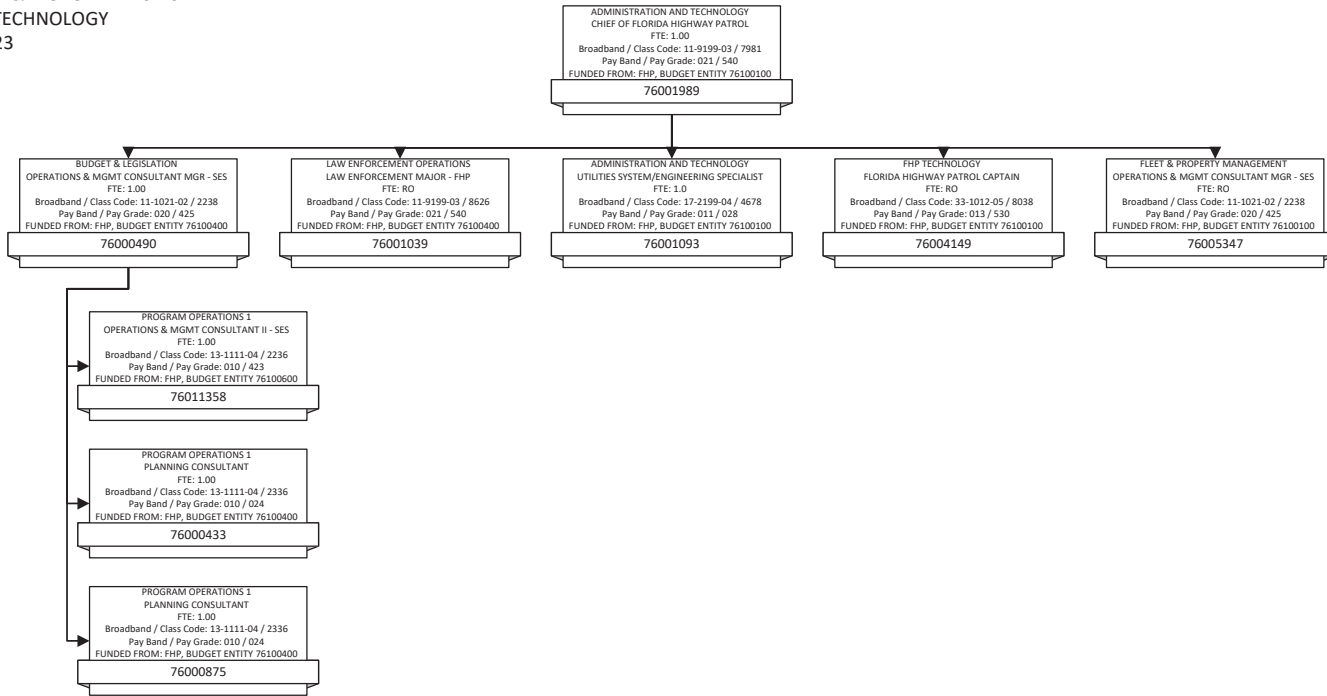 TECHNOLOGY
23
ADMINISTRATION AND TECHNOLOGY
CHIEF OF FLORIDA HIGHWAY PATROL
FTE: 1.00
Broadband / Class Code: 11-9199-03 / 7981
Pay Band / Pay Grade: 021 / 540
FUNDED FROM: FHP, BUDGET ENTITY 76100100
76001989
BUDGET & LEGISLATION
OPERATIONS & MGMT CONSULTANT MGR - SES
FTE: 1.00
Broadband / Class Code: 11-1021-02 / 2238
Pay Band / Pay Grade: 020 / 425
FUNDED FROM: FHP, BUDGET ENTITY 76100400
76000490
LAW ENFORCEMENT OPERATIONS
LAW ENFORCEMENT MAJOR - FHP
FTE: RO
Broadband / Class Code: 11-9199-03 / 8626
Pay Band / Pay Grade: 021 / 540
FUNDED FROM: FHP, BUDGET ENTITY 76100400
76001039
ADMINISTRATION AND TECHNOLOGY
UTILITIES SYSTEM/ENGINEERING SPECIALIST
FTE: 1.0
Broadband / Class Code: 17-2199-04 / 4678
Pay Band / Pay Grade: 011 / 028
FUNDED FROM: FHP, BUDGET ENTITY 76100100
76001093
FHP TECHNOLOGY
FLORIDA HIGHWAY PATROL CAPTAIN
FTE: RO
Broadband / Class Code: 33-1012-05 / 8038
Pay Band / Pay Grade: 013 / 530
FUNDED FROM: FHP, BUDGET ENTITY 76100100
76004149
FLEET & PROPERTY MANAGEMENT
OPERATIONS & MGMT CONSULTANT MGR - SES
FTE: RO
Broadband / Class Code: 11-1021-02 / 2238
Pay Band / Pay Grade: 020 / 425
FUNDED FROM: FHP, BUDGET ENTITY 76100100
76005347
PROGRAM OPERATIONS 1
OPERATIONS & MGMT CONSULTANT II - SES
FTE: 1.00
Broadband / Class Code: 13-1111-04 / 2236
Pay Band / Pay Grade: 010 / 423
FUNDED FROM: FHP, BUDGET ENTITY 76100600
76011358
PROGRAM OPERATIONS 1
PLANNING CONSULTANT
FTE: 1.00
Broadband / Class Code: 13-1111-04 / 2336
Pay Band / Pay Grade: 010 / 024
FUNDED FROM: FHP, BUDGET ENTITY 76100400
76000433
PROGRAM OPERATIONS 1
PLANNING CONSULTANT
FTE: 1.00
Broadband / Class Code: 13-1111-04 / 2336
Pay Band / Pay Grade: 010 / 024
FUNDED FROM: FHP, BUDGET ENTITY 76100400
76000875